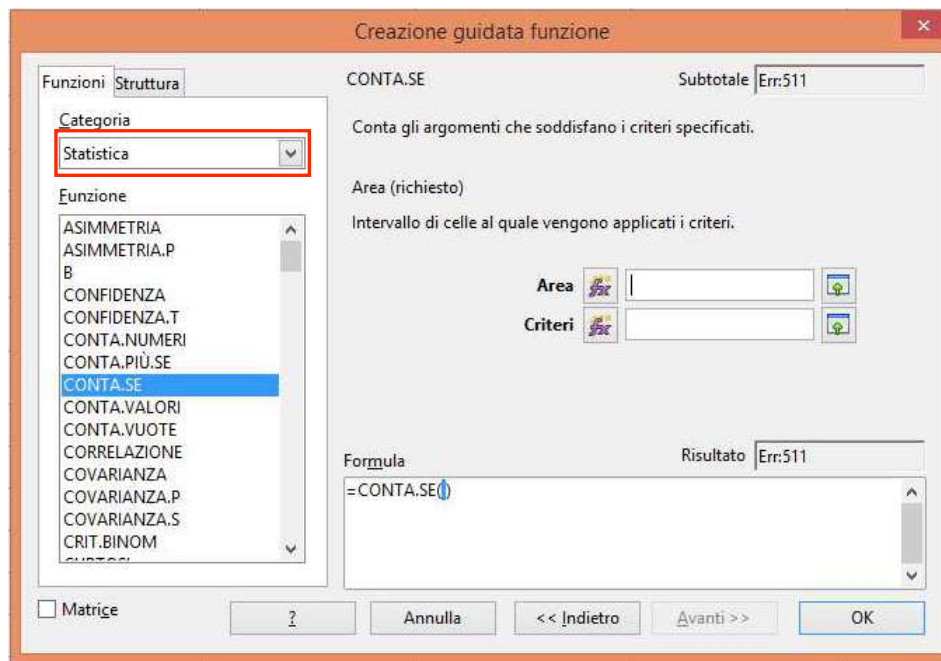 Creazione guidata funzione
Funzioni Struttura
Categoria
Statistica
Funzione
ASIMMETRIA
ASIMMETRIA.P
B
CONFIDENZA
CONFIDENZA.T
CONTA.NUMERI
CONTA.PIÙ.SE
CONTA.SE
CONTA.VALORI
CONTA.VUOTE
CORRELAZIONE
COVARIANZA
COVARIANZA.P
COVARIANZA.S
CRIT.BINOM
CONTA.SE
Subtotale Err:511
Conta gli argomenti che soddisfano i criteri specificati.
Area (richiesto)
Intervallo di celle al quale vengono applicati i criteri.
Area
Criteri
Formula
Risultato Err:511
=CONTA.SE()
Matrice
? Annulla << Indietro Avanti >> OK